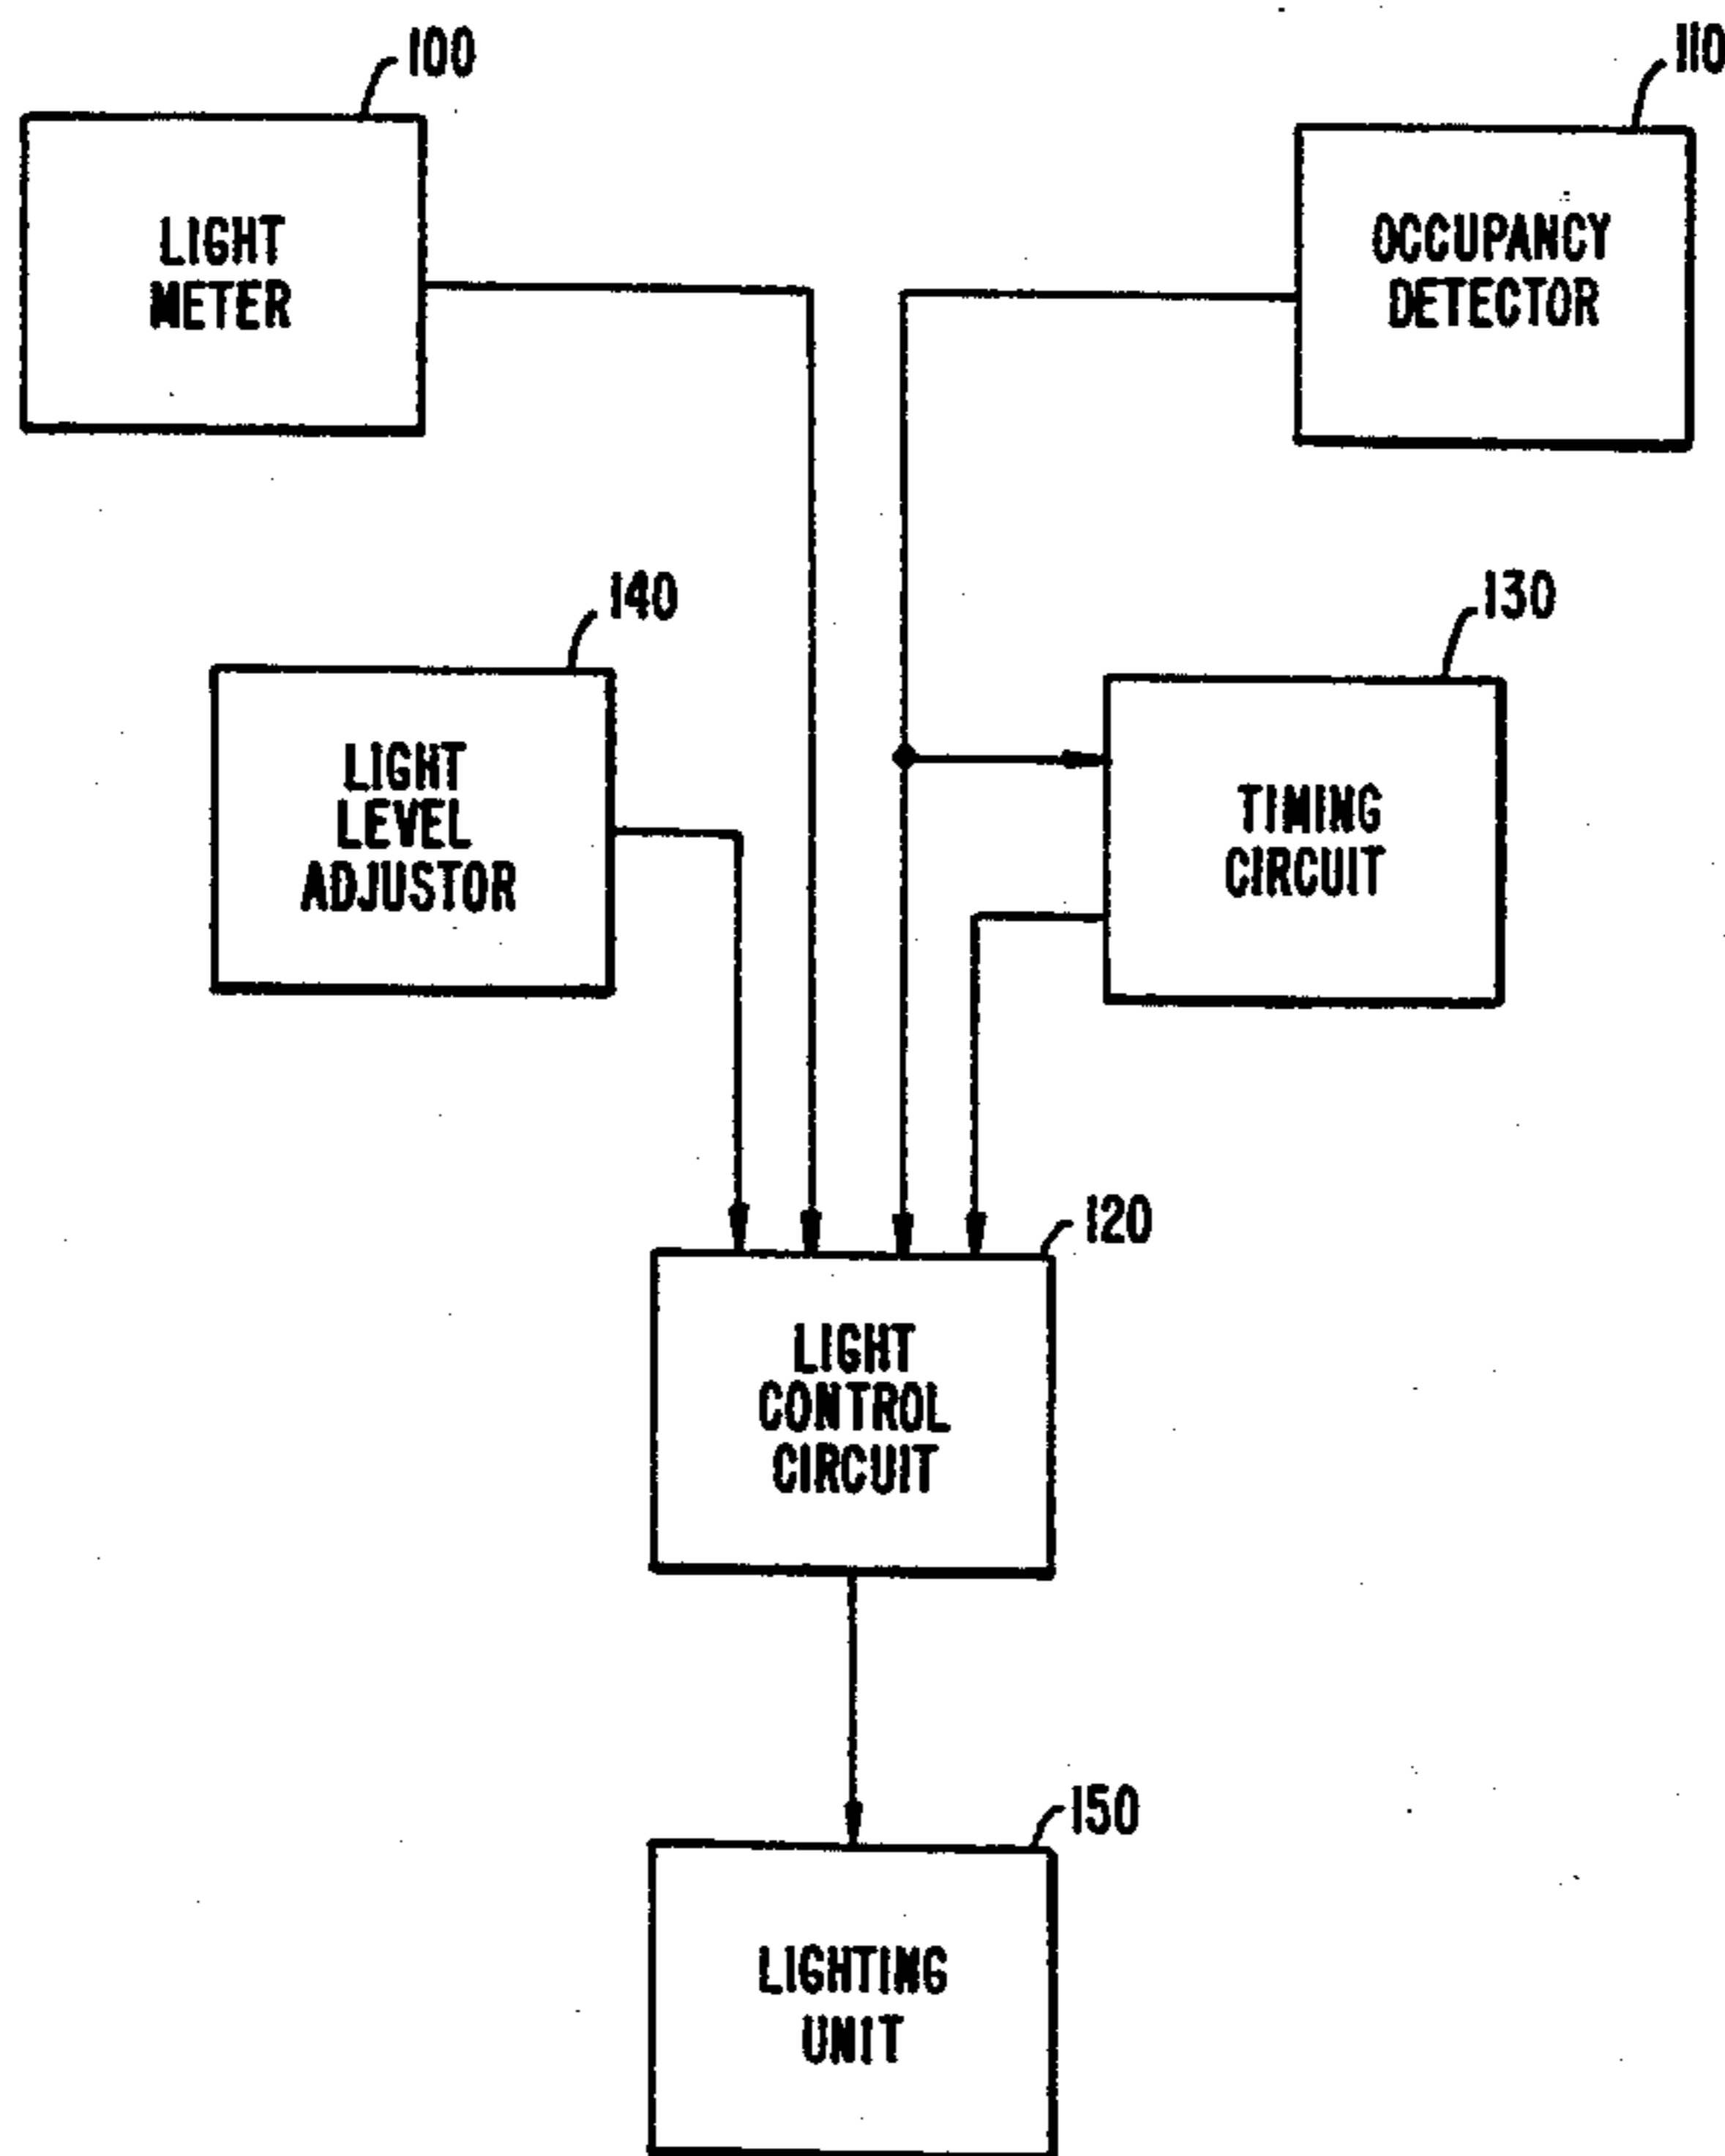 100
110
LIGHT
METER
OCCUPANCY
DETECTOR
140
130
LIGHT
LEVEL
ADJUSTOR
TIMING
CIRCUIT
120
LIGHT
CONTROL
CIRCUIT
150
LIGHTING
UNIT